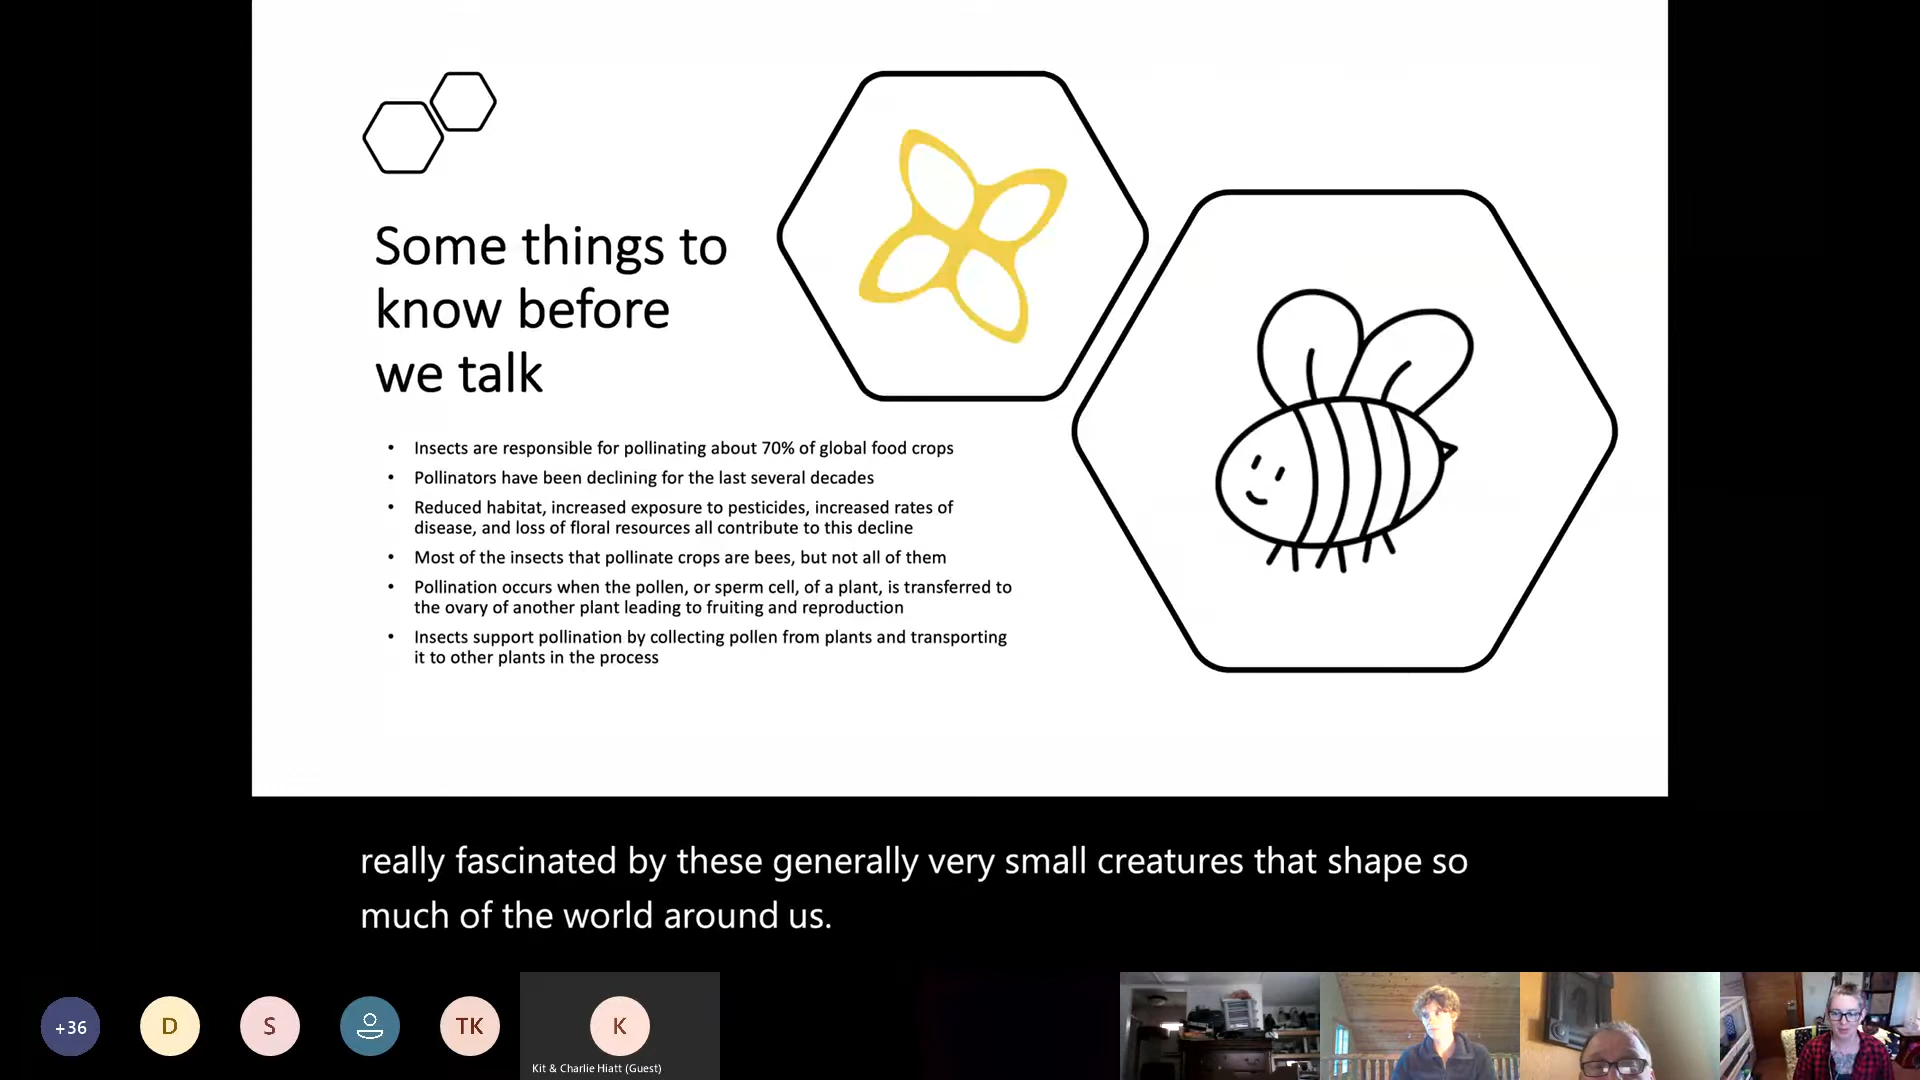 Some things to
know before
we talk
• Insects are responsible for pollinating about 70% of global food crops
• Pollinators have been declining for the last several decades
• Reduced habitat, increased exposure to pesticides, increased rates of
disease, and loss of floral resources all contribute to this decline
• Most of the insects that pollinate crops are bees, but not all of them
• Pollination occurs when the pollen, or sperm cell, of a plant, is transferred to
the ovary of another plant leading to fruiting and reproduction
• Insects support pollination by collecting pollen from plants and transporting
it to other plants in the process
really fascinated by these generally very small creatures that shape so
much of the world around us.
+36
D
S
TK
K
Kit & Charlie Hiatt (Guest)